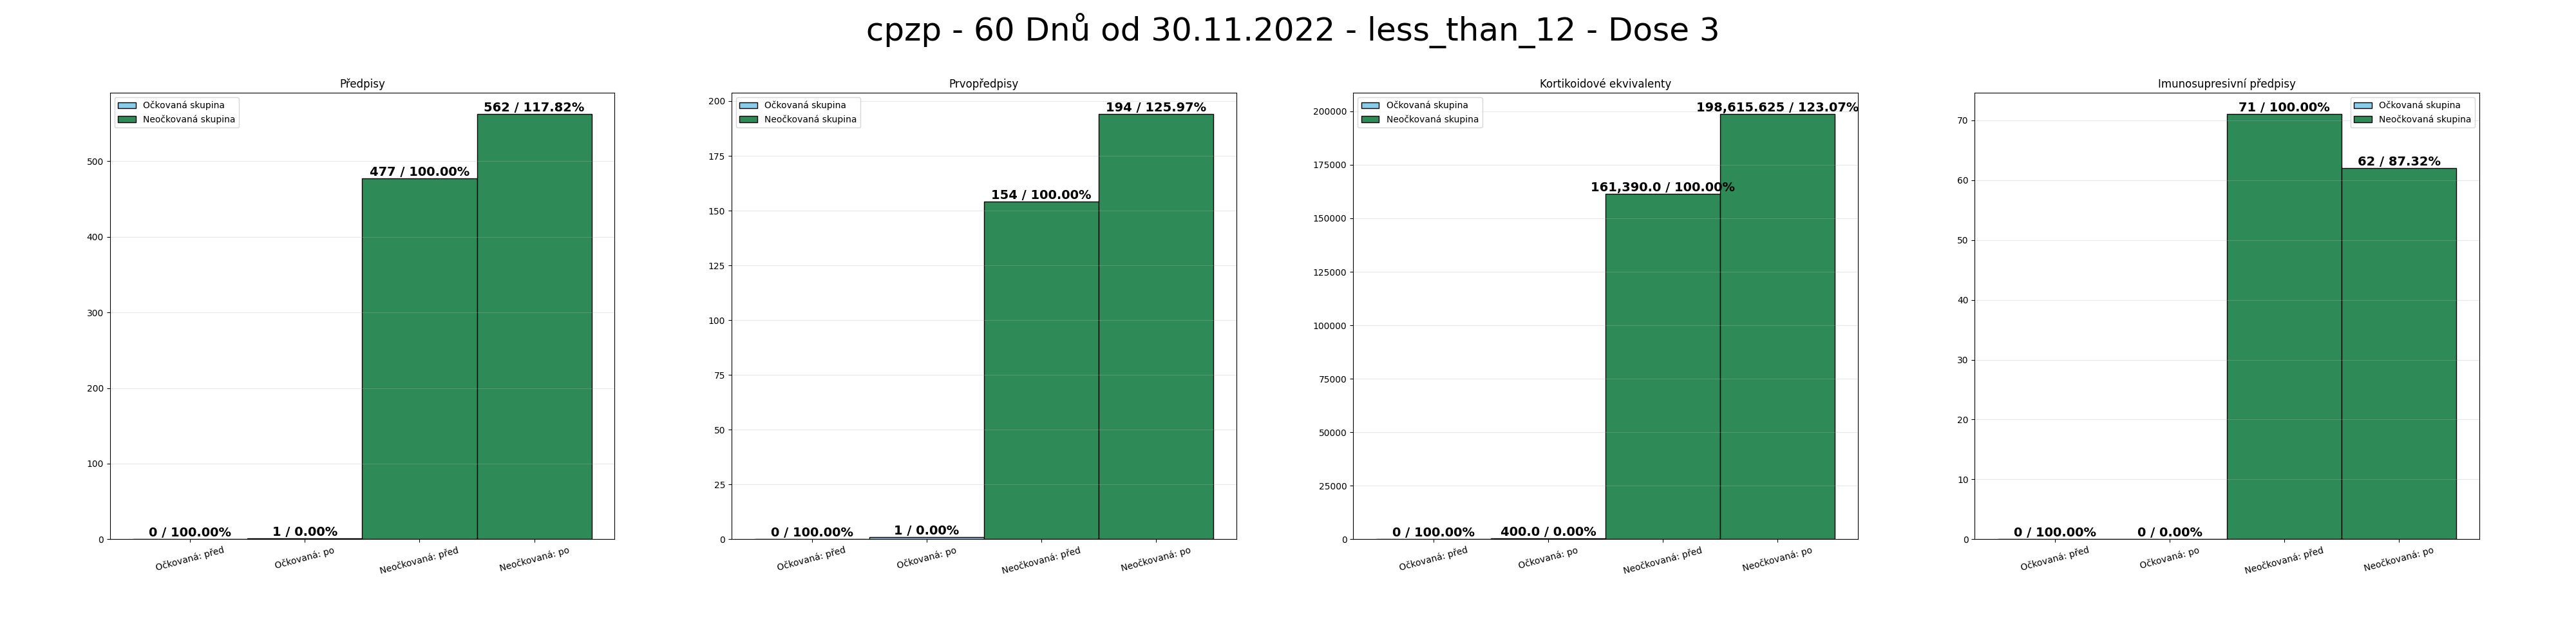 cpzp - 60 Dnů od 30.11.2022 - less_than_12 - Dose 3
Předpisy
Očkovaná skupina
Neočkovaná skupina
0 / 100.00%
1 / 0.00%
477 / 100.00%
562 / 117.82%
0
100
200
300
400
500
Očkovaná: před
Očkovaná: po
Neočkovaná: před
Neočkovaná: po
Prvopředpisy
Očkovaná skupina
Neočkovaná skupina
0 / 100.00%
1 / 0.00%
154 / 100.00%
194 / 125.97%
0
25
50
75
100
125
150
175
200
Očkovaná: před
Očkovaná: po
Neočkovaná: před
Neočkovaná: po
Kortikoidové ekvivalenty
Očkovaná skupina
Neočkovaná skupina
0 / 100.00%
400.0 / 0.00%
161,390.0 / 100.00%
198,615.625 / 123.07%
0
25000
50000
75000
100000
125000
150000
175000
200000
Očkovaná: před
Očkovaná: po
Neočkovaná: před
Neočkovaná: po
Imunosupresivní předpisy
Očkovaná skupina
Neočkovaná skupina
0 / 100.00%
0 / 0.00%
71 / 100.00%
62 / 87.32%
0
10
20
30
40
50
60
70
Očkovaná: před
Očkovaná: po
Neočkovaná: před
Neočkovaná: po